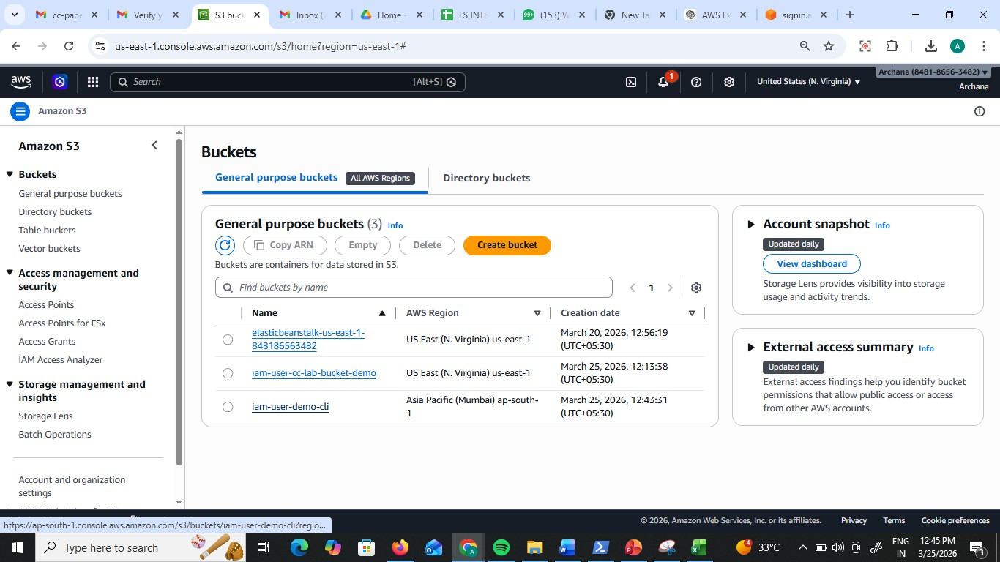 cc-pape
Verify y
S3 buc
Inbox (
Home -
FS INTE
99+
(153) W
New Ta
AWS Ex
signin.a
us-east-1.console.aws.amazon.com/s3/home?region=us-east-1#
A
aws
Search
[Alt+S]
1
United States (N. Virginia)
Archana (8481-8656-3482)
Archana
Amazon S3
Amazon S3
Buckets
General purpose buckets
Directory buckets
Table buckets
Vector buckets
Access management and
security
Access Points
Access Points for FSx
Access Grants
IAM Access Analyzer
Storage management and
insights
Storage Lens
Batch Operations
Account and organization
settings
Buckets
General purpose buckets All AWS Regions
Directory buckets
General purpose buckets (3) Info
Copy ARN
Empty
Delete
Create bucket
Buckets are containers for data stored in S3.
Find buckets by name
1
Name
AWS Region
Creation date
elasticbeanstalk-us-east-1-
848186563482
US East (N. Virginia) us-east-1
March 20, 2026, 12:56:19
(UTC+05:30)
iam-user-cc-lab-bucket-demo
US East (N. Virginia) us-east-1
March 25, 2026, 12:13:38
(UTC+05:30)
iam-user-demo-cli
Asia Pacific (Mumbai) ap-south-
1
March 25, 2026, 12:43:31
(UTC+05:30)
Account snapshot Info
Updated daily
View dashboard
Storage Lens provides visibility into storage
usage and activity trends.
External access summary Info
Updated daily
External access findings help you identify bucket
permissions that allow public access or access
from other AWS accounts.
https://ap-south-1.console.aws.amazon.com/s3/buckets/iam-user-demo-cli?regio...
© 2026, Amazon Web Services, Inc. or its affiliates.
Privacy
Terms
Cookie preferences
Type here to search
33°C
ENG
IN
12:45 PM
3/25/2026
3